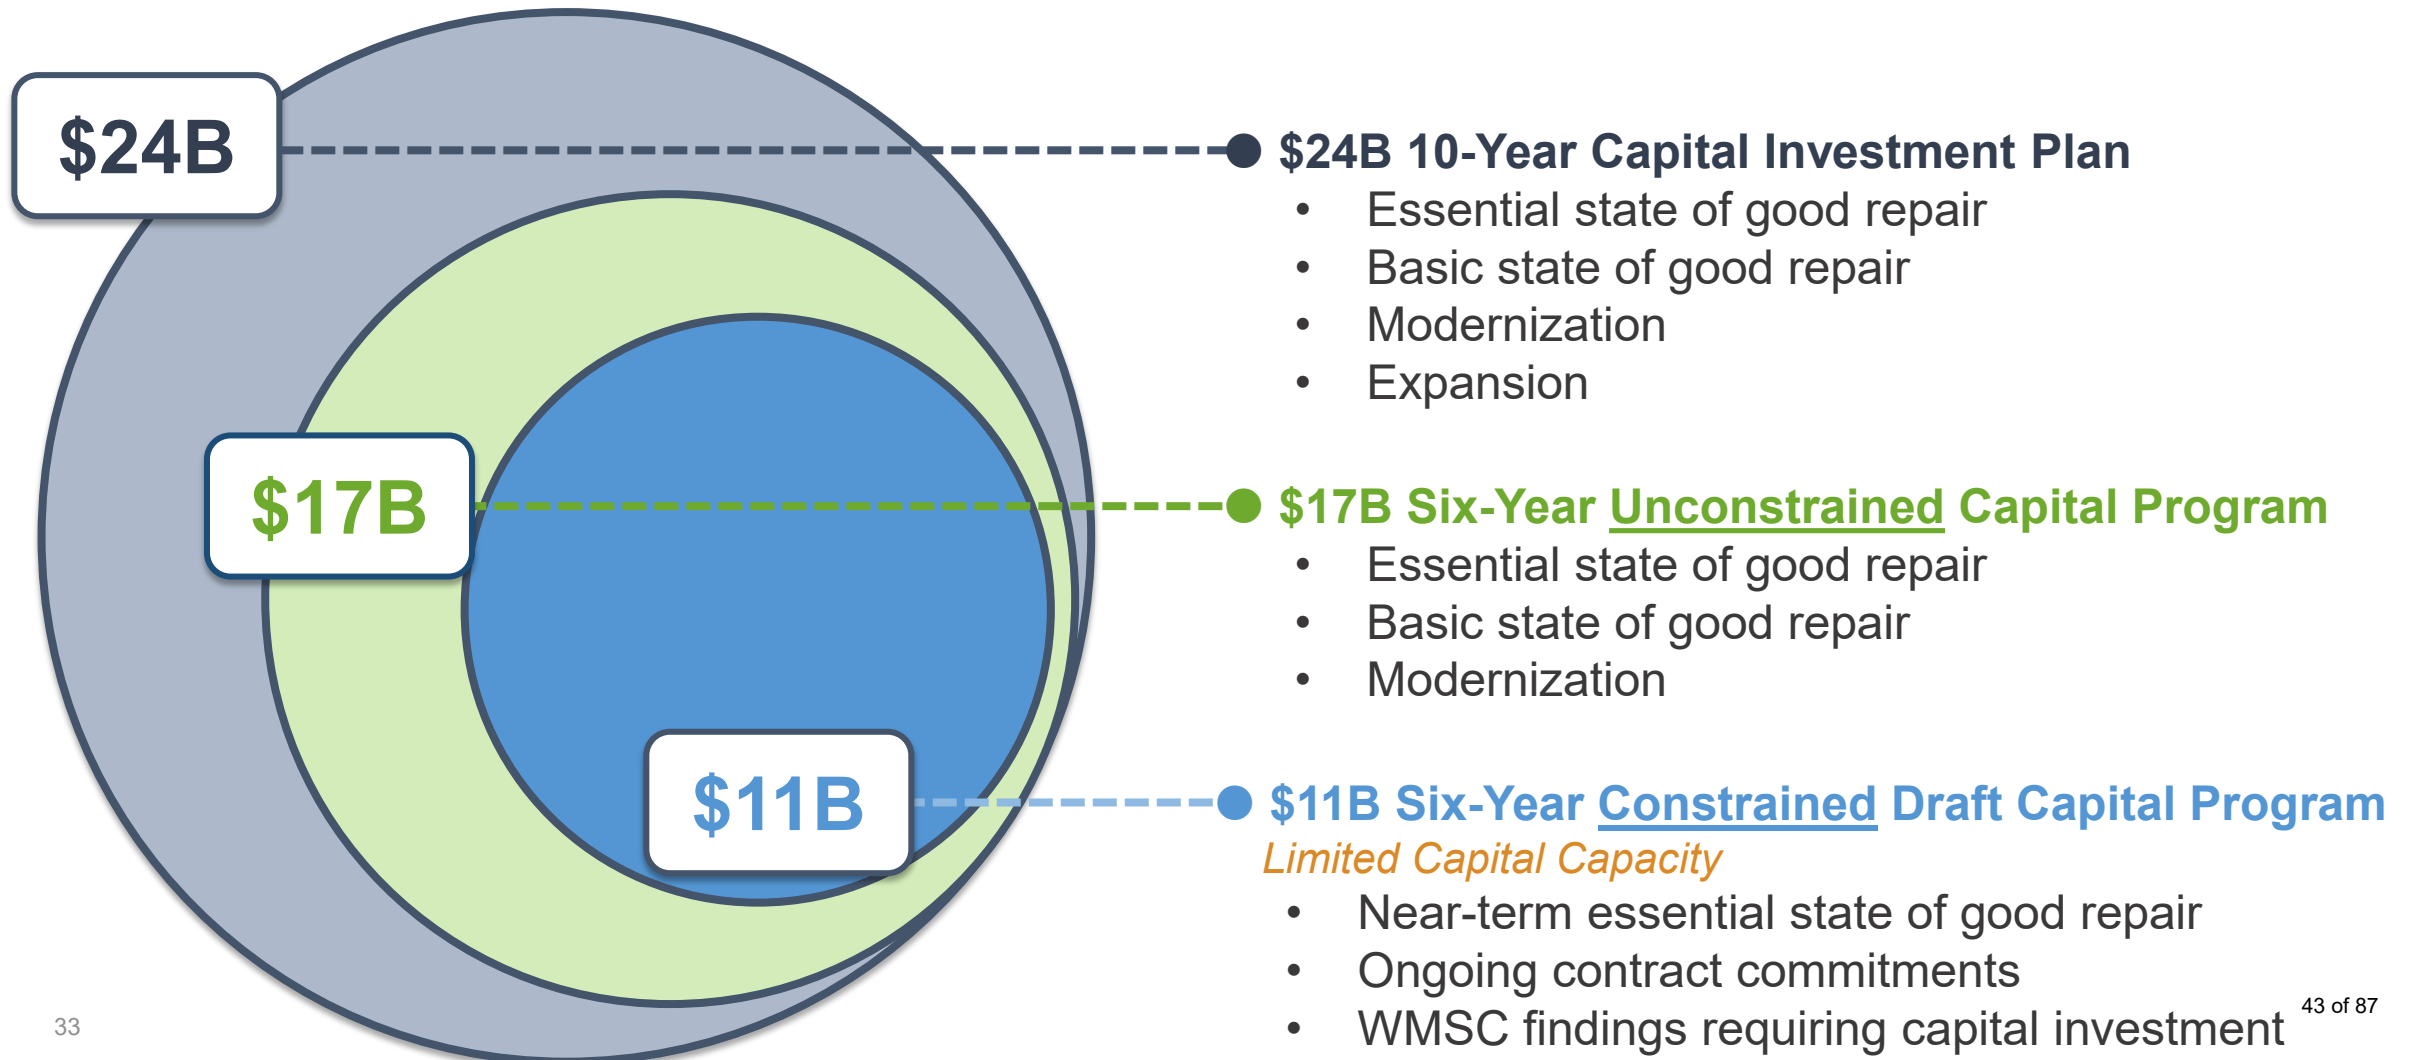 $24B
$24B 10-Year Capital Investment Plan
• Essential state of good repair
• Basic state of good repair
• Modernization
• Expansion
$17B
$17B Six-Year Unconstrained Capital Program
• Essential state of good repair
• Basic state of good repair
• Modernization
$11B
$11B Six-Year Constrained Draft Capital Program
Limited Capital Capacity
• Near-term essential state of good repair
• Ongoing contract commitments
• WMSC findings requiring capital investment
43 of 87
33